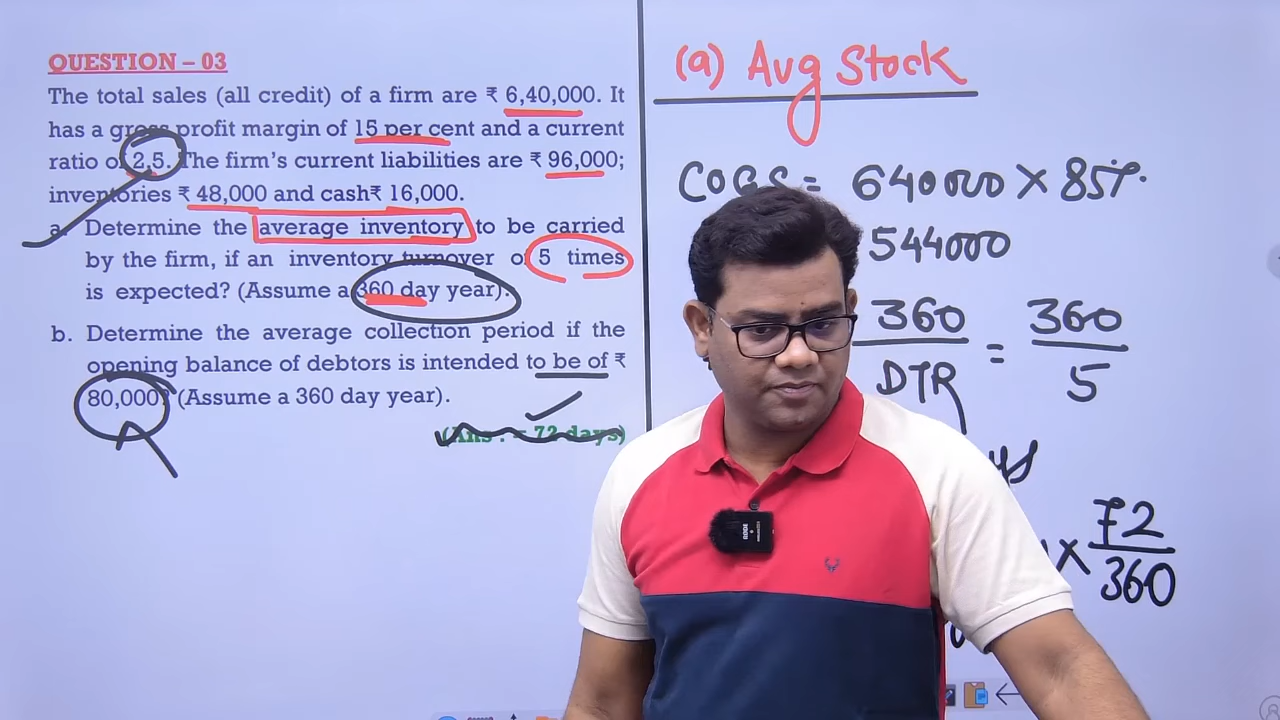 QUESTION – 03
The total sales (all credit) of a firm are ₹ 6,40,000. It
has a gross profit margin of 15 per cent and a current
ratio of 2.5. The firm's current liabilities are ₹ 96,000;
inventories ₹ 48,000 and cash₹ 16,000.
a. Determine the average inventory to be carried
by the firm, if an inventory turnover of 5 times
is expected? (Assume a 360 day year).
b. Determine the average collection period if the
opening balance of debtors is intended to be of ₹
80,000? (Assume a 360 day year).
(Ans : = 72 days)
(a) Avg Stock
COGS = 640000 × 85%.
544000
360
DTR
=
360
5
×
72
360